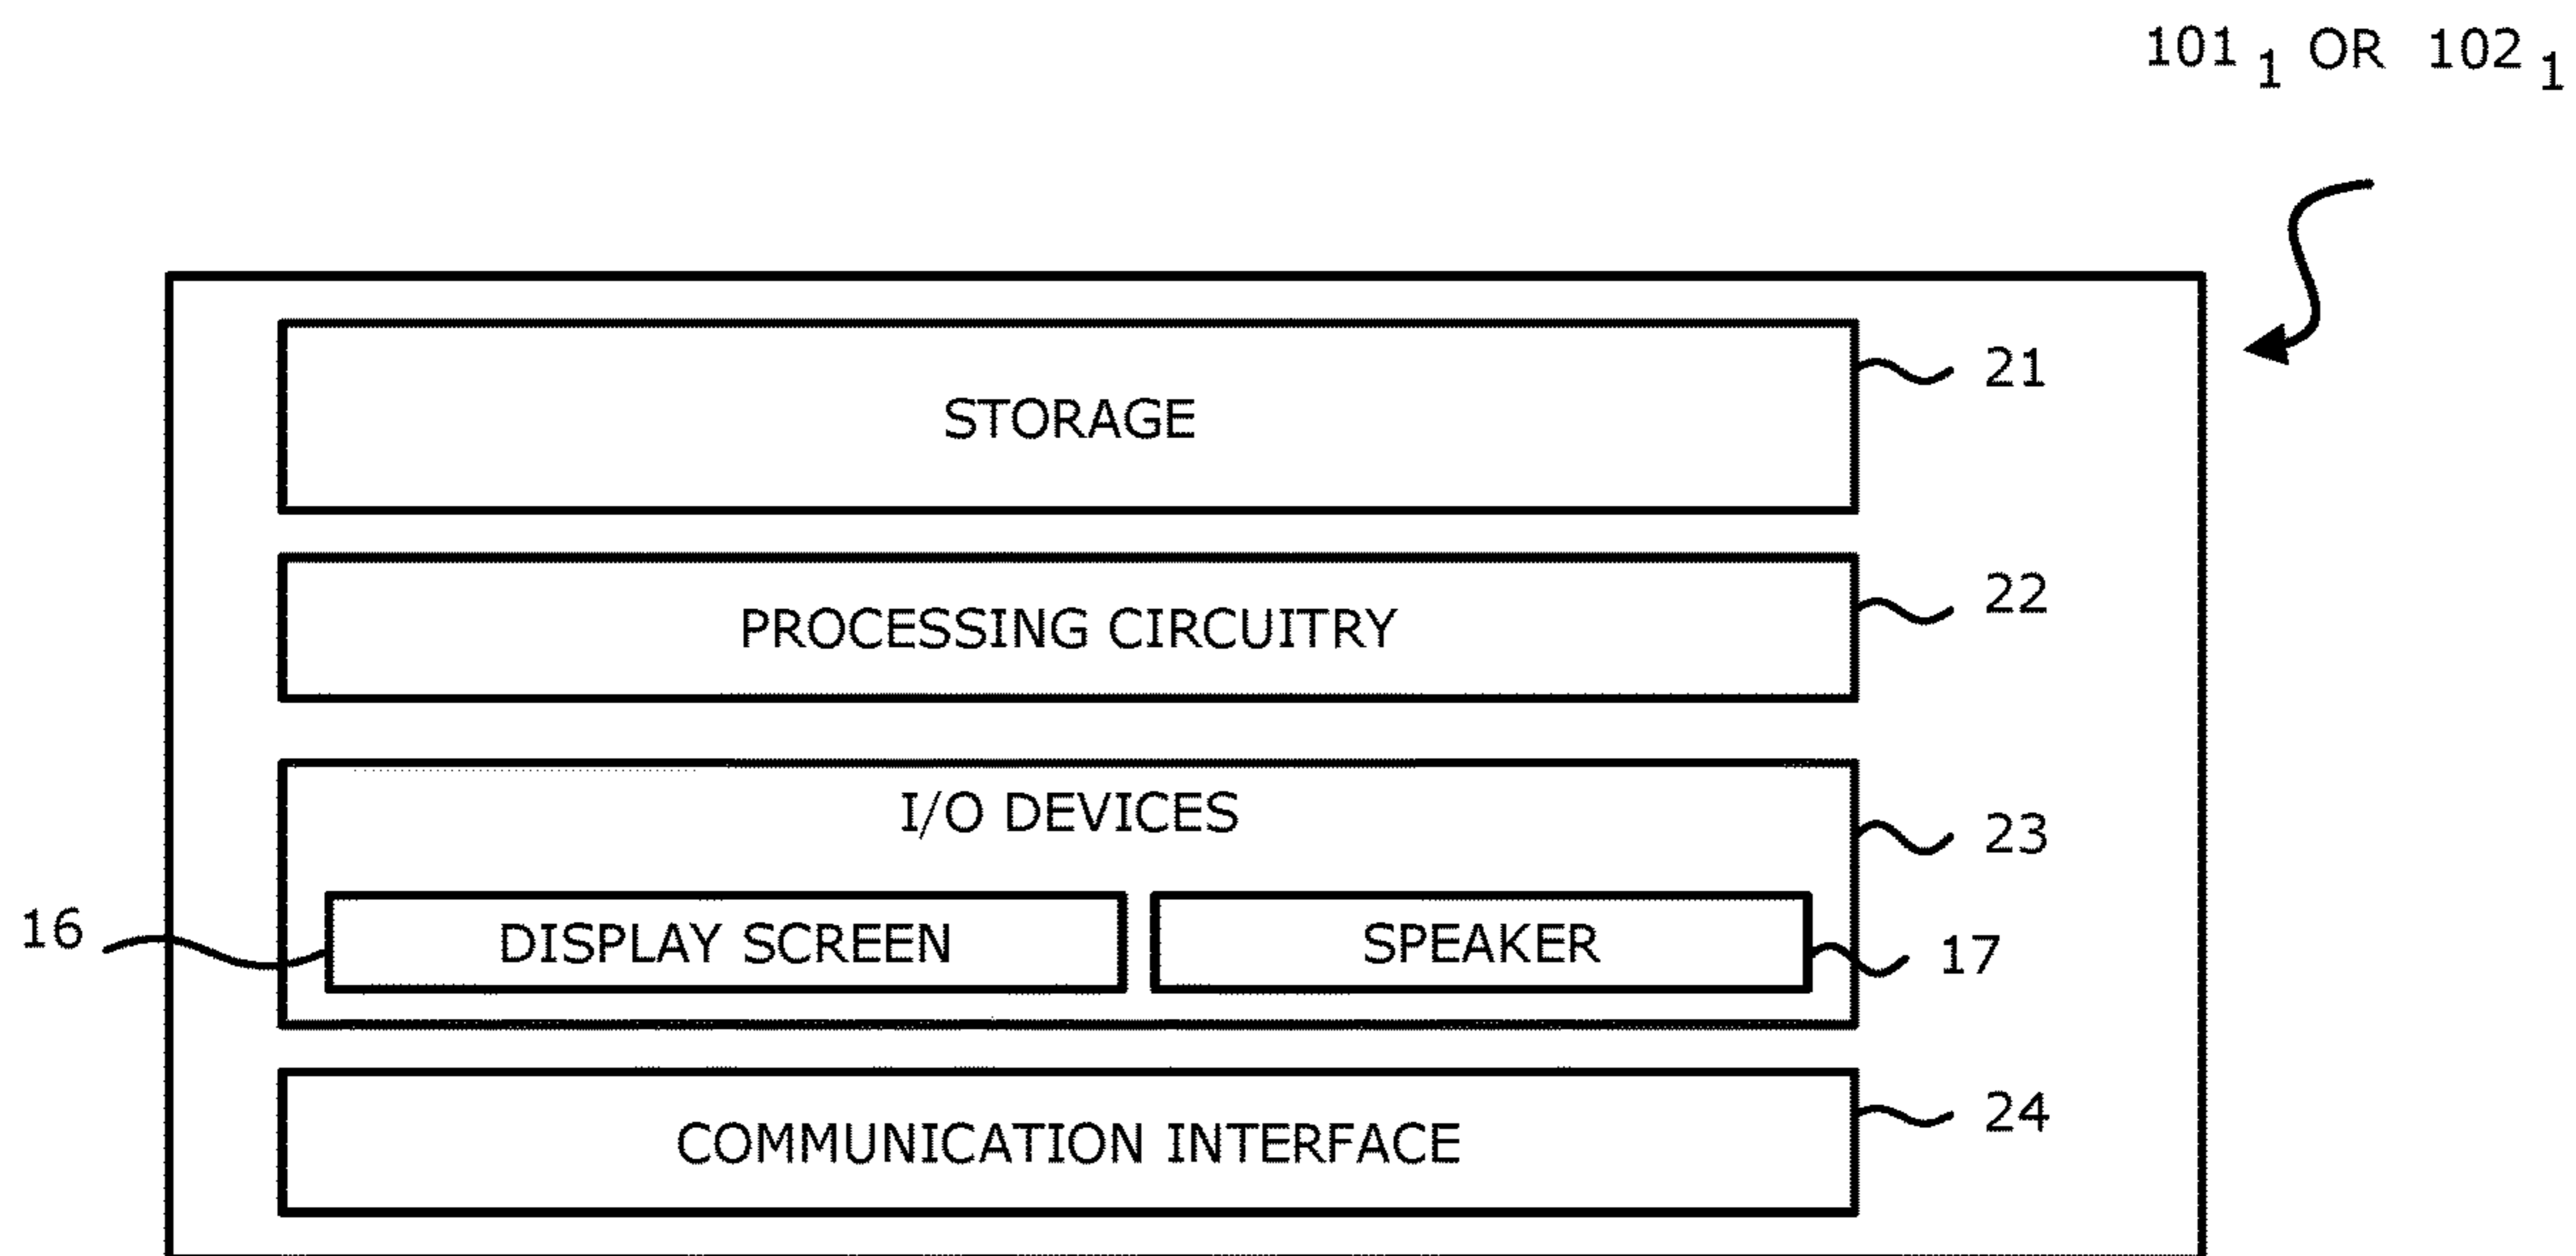 101 1 OR 102 1
STORAGE
21
PROCESSING CIRCUITRY
22
I/O DEVICES
23
16
DISPLAY SCREEN
SPEAKER
17
COMMUNICATION INTERFACE
24